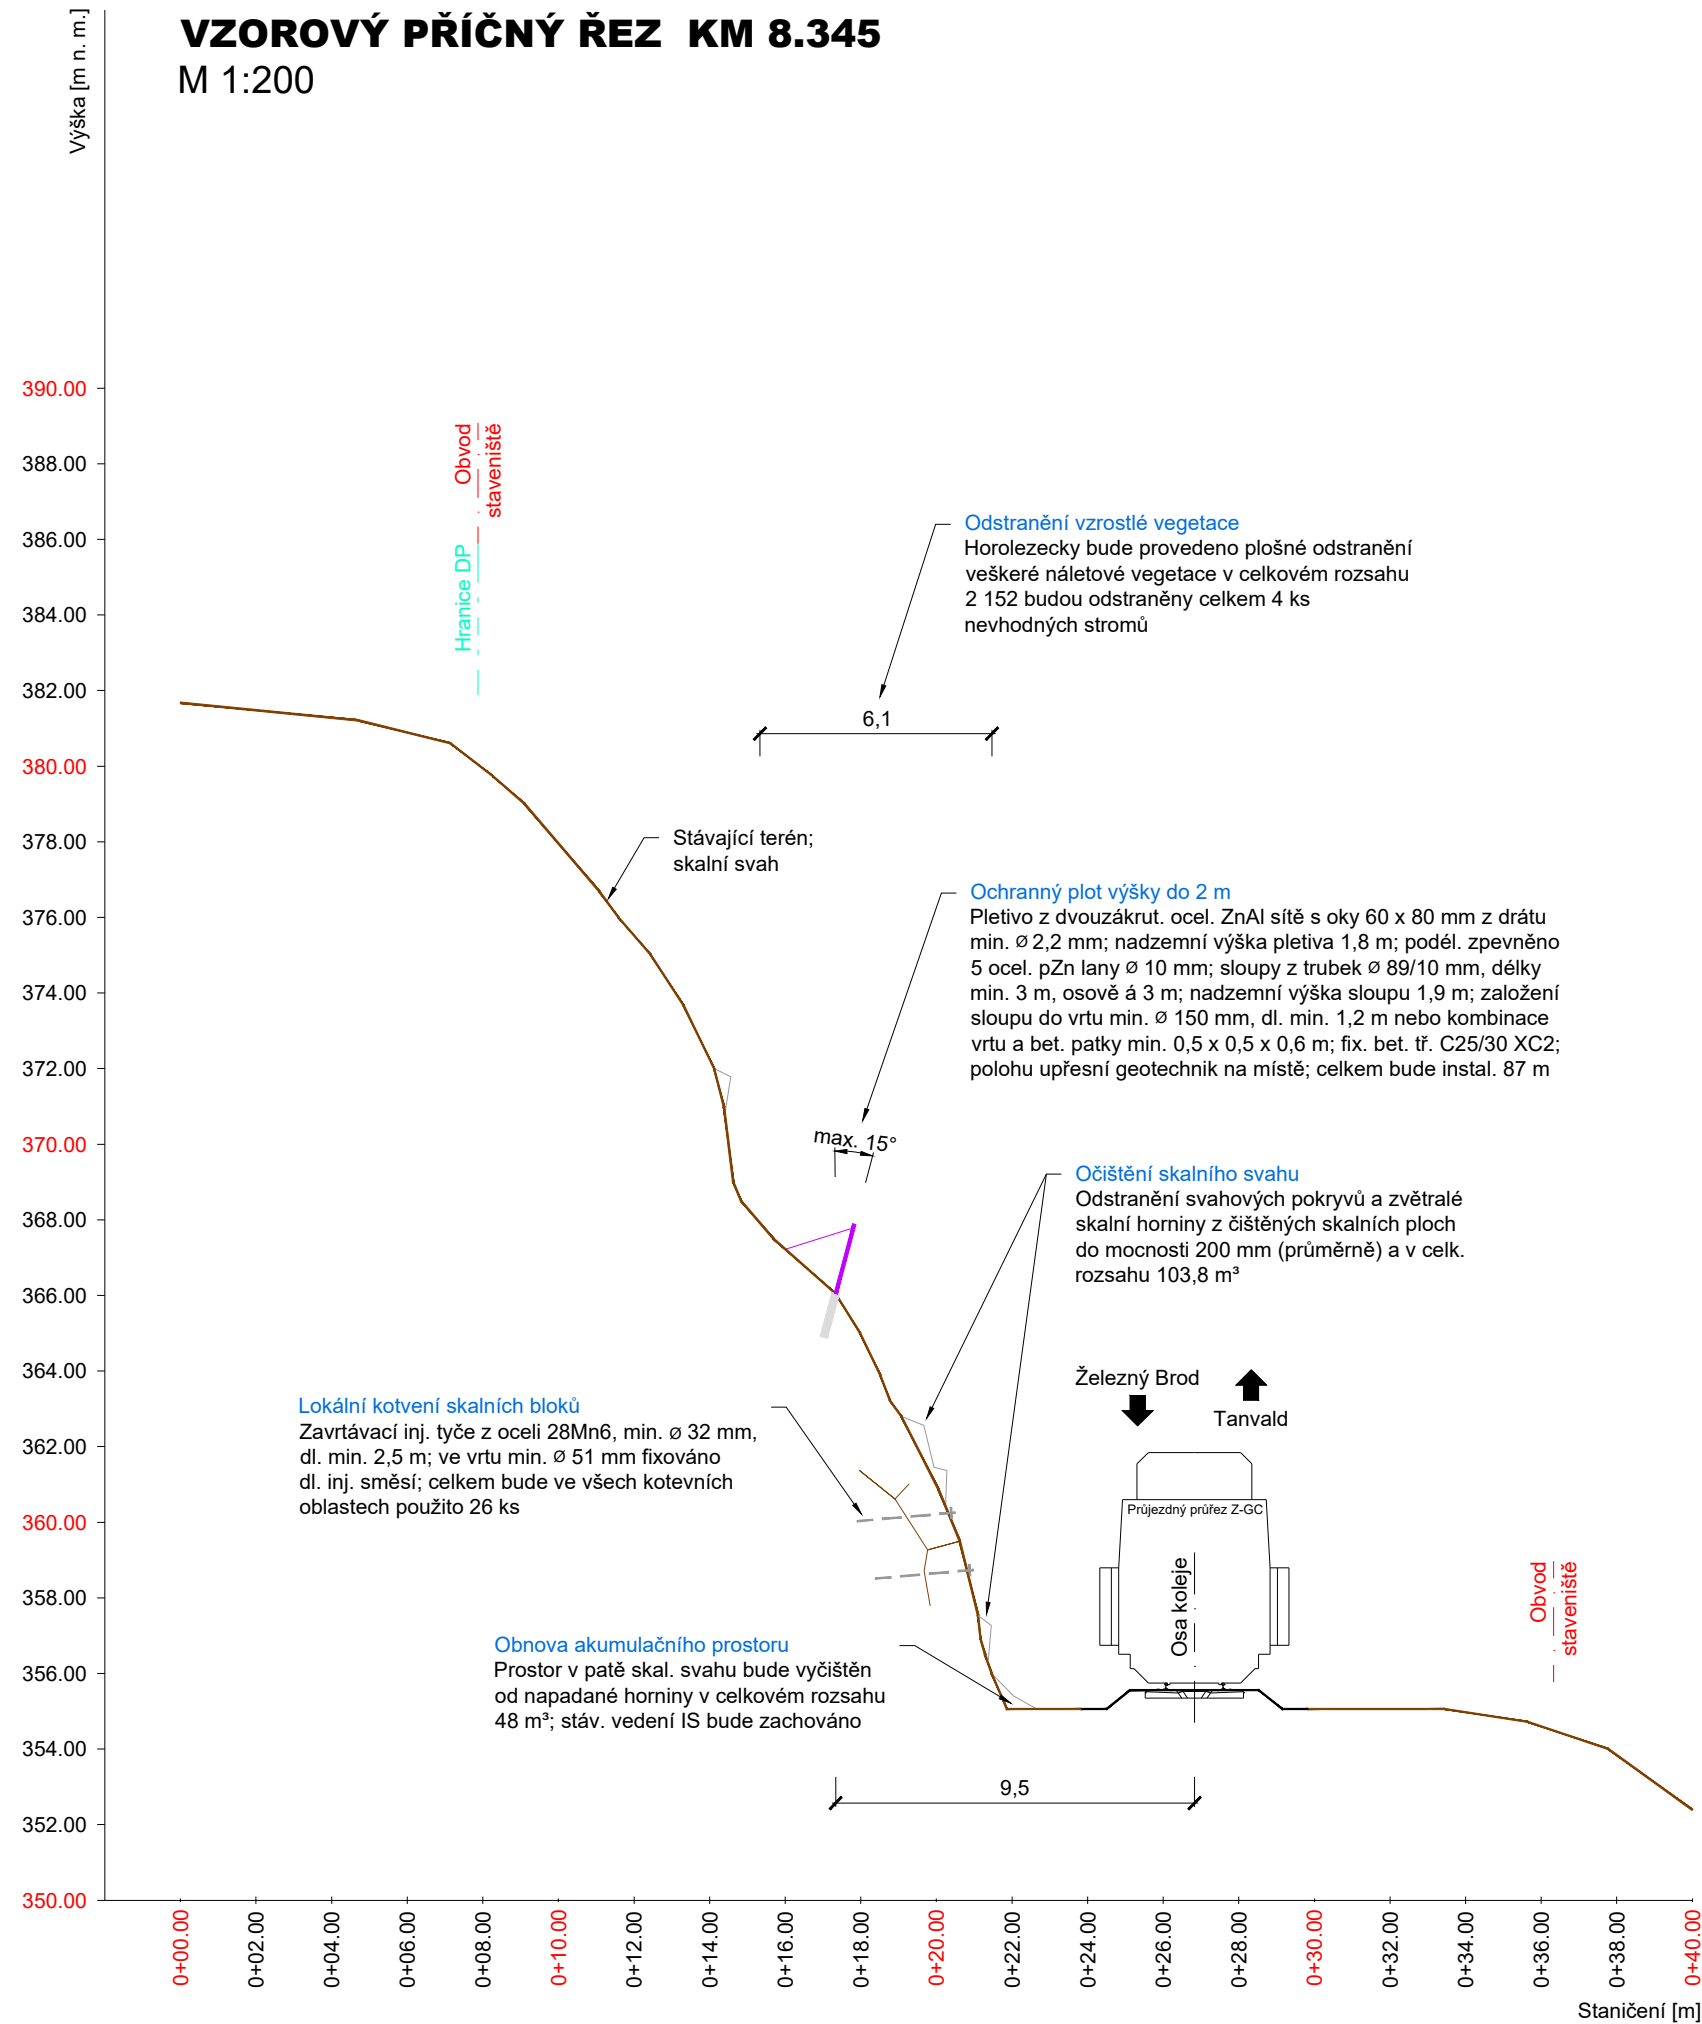 VZOROVÝ PŘÍČNÝ ŘEZ KM 8.345
M 1:200
Výška [m n. m.]
390.00
388.00
386.00
384.00
382.00
380.00
378.00
376.00
374.00
372.00
370.00
368.00
366.00
364.00
362.00
360.00
358.00
356.00
354.00
352.00
350.00
Obvod
staveniště
Hranice DP
Odstranění vzrostlé vegetace
Horolezecky bude provedeno plošné odstranění
veškeré náletové vegetace v celkovém rozsahu
2 152 budou odstraněny celkem 4 ks
nevhodných stromů
6,1
Stávající terén;
skalní svah
Ochranný plot výšky do 2 m
Pletivo z dvouzákrut. ocel. ZnAl sítě s oky 60 x 80 mm z drátu
min. ⌀ 2,2 mm; nadzemní výška pletiva 1,8 m; podél. zpevněno
5 ocel. pZn lany ⌀ 10 mm; sloupy z trubek ⌀ 89/10 mm, délky
min. 3 m, osově á 3 m; nadzemní výška sloupu 1,9 m; založení
sloupu do vrtu min. ⌀ 150 mm, dl. min. 1,2 m nebo kombinace
vrtu a bet. patky min. 0,5 x 0,5 x 0,6 m; fix. bet. tř. C25/30 XC2;
polohu upřesní geotechnik na místě; celkem bude instal. 87 m
max. 15°
Očištění skalního svahu
Odstranění svahových pokryvů a zvětralé
skalní horniny z čištěných skalních ploch
do mocnosti 200 mm (průměrně) a v celk.
rozsahu 103,8 m³
Železný Brod
Tanvald
Lokální kotvení skalních bloků
Zavrtávací inj. tyče z oceli 28Mn6, min. ⌀ 32 mm,
dl. min. 2,5 m; ve vrtu min. ⌀ 51 mm fixováno
dl. inj. směsí; celkem bude ve všech kotevních
oblastech použito 26 ks
Průjezdný průřez Z-GC
Osa koleje
Obvod
staveniště
Obnova akumulačního prostoru
Prostor v patě skal. svahu bude vyčištěn
od napadané horniny v celkovém rozsahu
48 m³; stáv. vedení IS bude zachováno
9,5
0+00.00
0+02.00
0+04.00
0+06.00
0+08.00
0+10.00
0+12.00
0+14.00
0+16.00
0+18.00
0+20.00
0+22.00
0+24.00
0+26.00
0+28.00
0+30.00
0+32.00
0+34.00
0+36.00
0+38.00
0+40.00
Staničení [m]